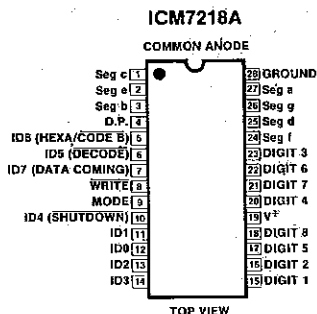 ICM7218A
COMMON ANODE
Seg c 1
Seg e 2
Seg b 3
D.P. 4
ID6 (HEXA/CODE B) 5
ID5 (DECODE) 6
ID7 (DATA COMING) 7
WRITE 8
MODE 9
ID4 (SHUTDOWN) 10
ID1 11
ID0 12
ID2 13
ID3 14
28 GROUND
27 Seg a
26 Seg g
25 Seg d
24 Seg f
23 DIGIT 3
22 DIGIT 6
21 DIGIT 7
20 DIGIT 4
19 V+
18 DIGIT 8
17 DIGIT 5
16 DIGIT 2
15 DIGIT 1
TOP VIEW